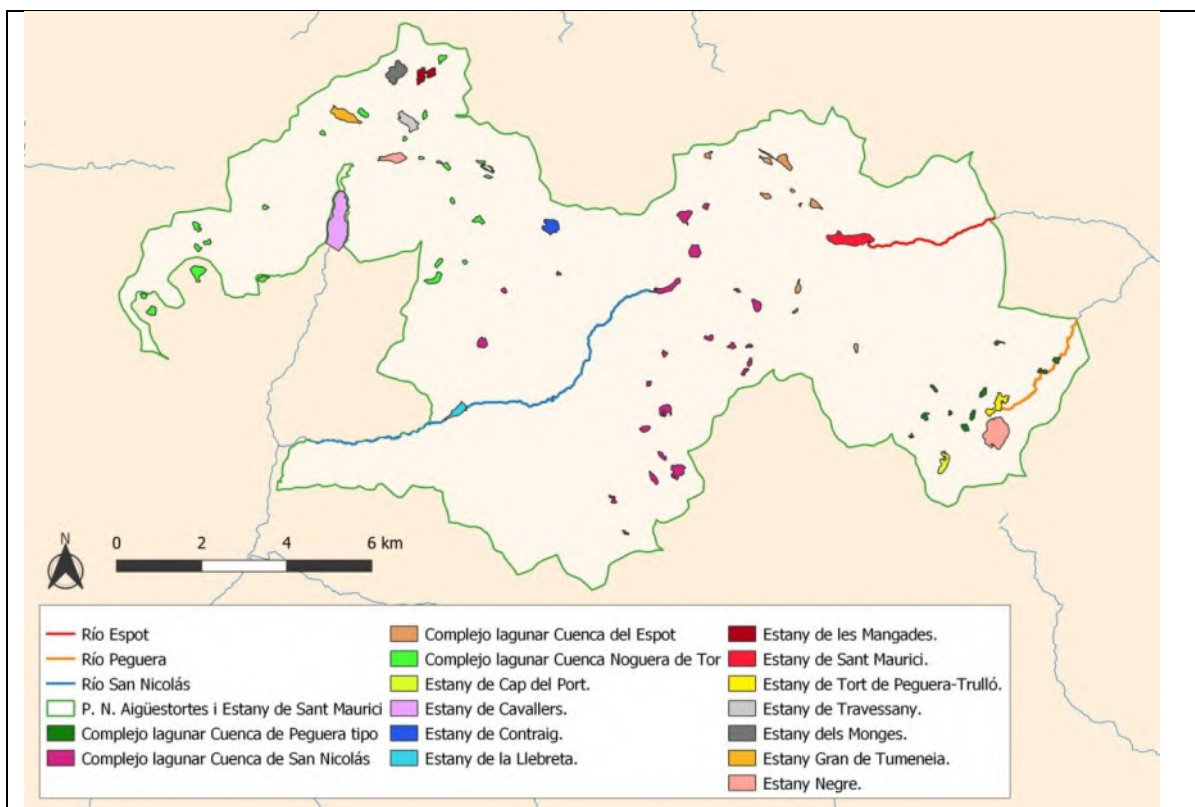 N
0 2 4 6 km
Río Espot
Río Peguera
Río San Nicolás
P. N. Aigüestortes i Estany de Sant Maurici
Complejo lagunar Cuenca de Peguera tipo
Complejo lagunar Cuenca de San Nicolás
Complejo lagunar Cuenca del Espot
Complejo lagunar Cuenca Noguera de Tor
Estany de Cap del Port.
Estany de Cavallers.
Estany de Contraig.
Estany de la Llebreta.
Estany de les Mangades.
Estany de Sant Maurici.
Estany de Tort de Peguera-Trulló.
Estany de Travessany.
Estany dels Monges.
Estany Gran de Tumeneia.
Estany Negre.